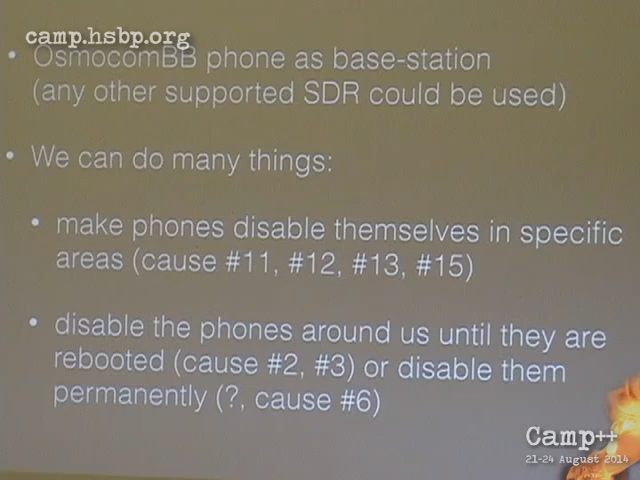 camp.hsbp.org
• OsmocomBB phone as base-station
(any other supported SDR could be used)
• We can do many things:
• make phones disable themselves in specific
areas (cause #11, #12, #13, #15)
• disable the phones around us until they are
rebooted (cause #2, #3) or disable them
permanently (?, cause #6)
Camp++
21-24 August 2014